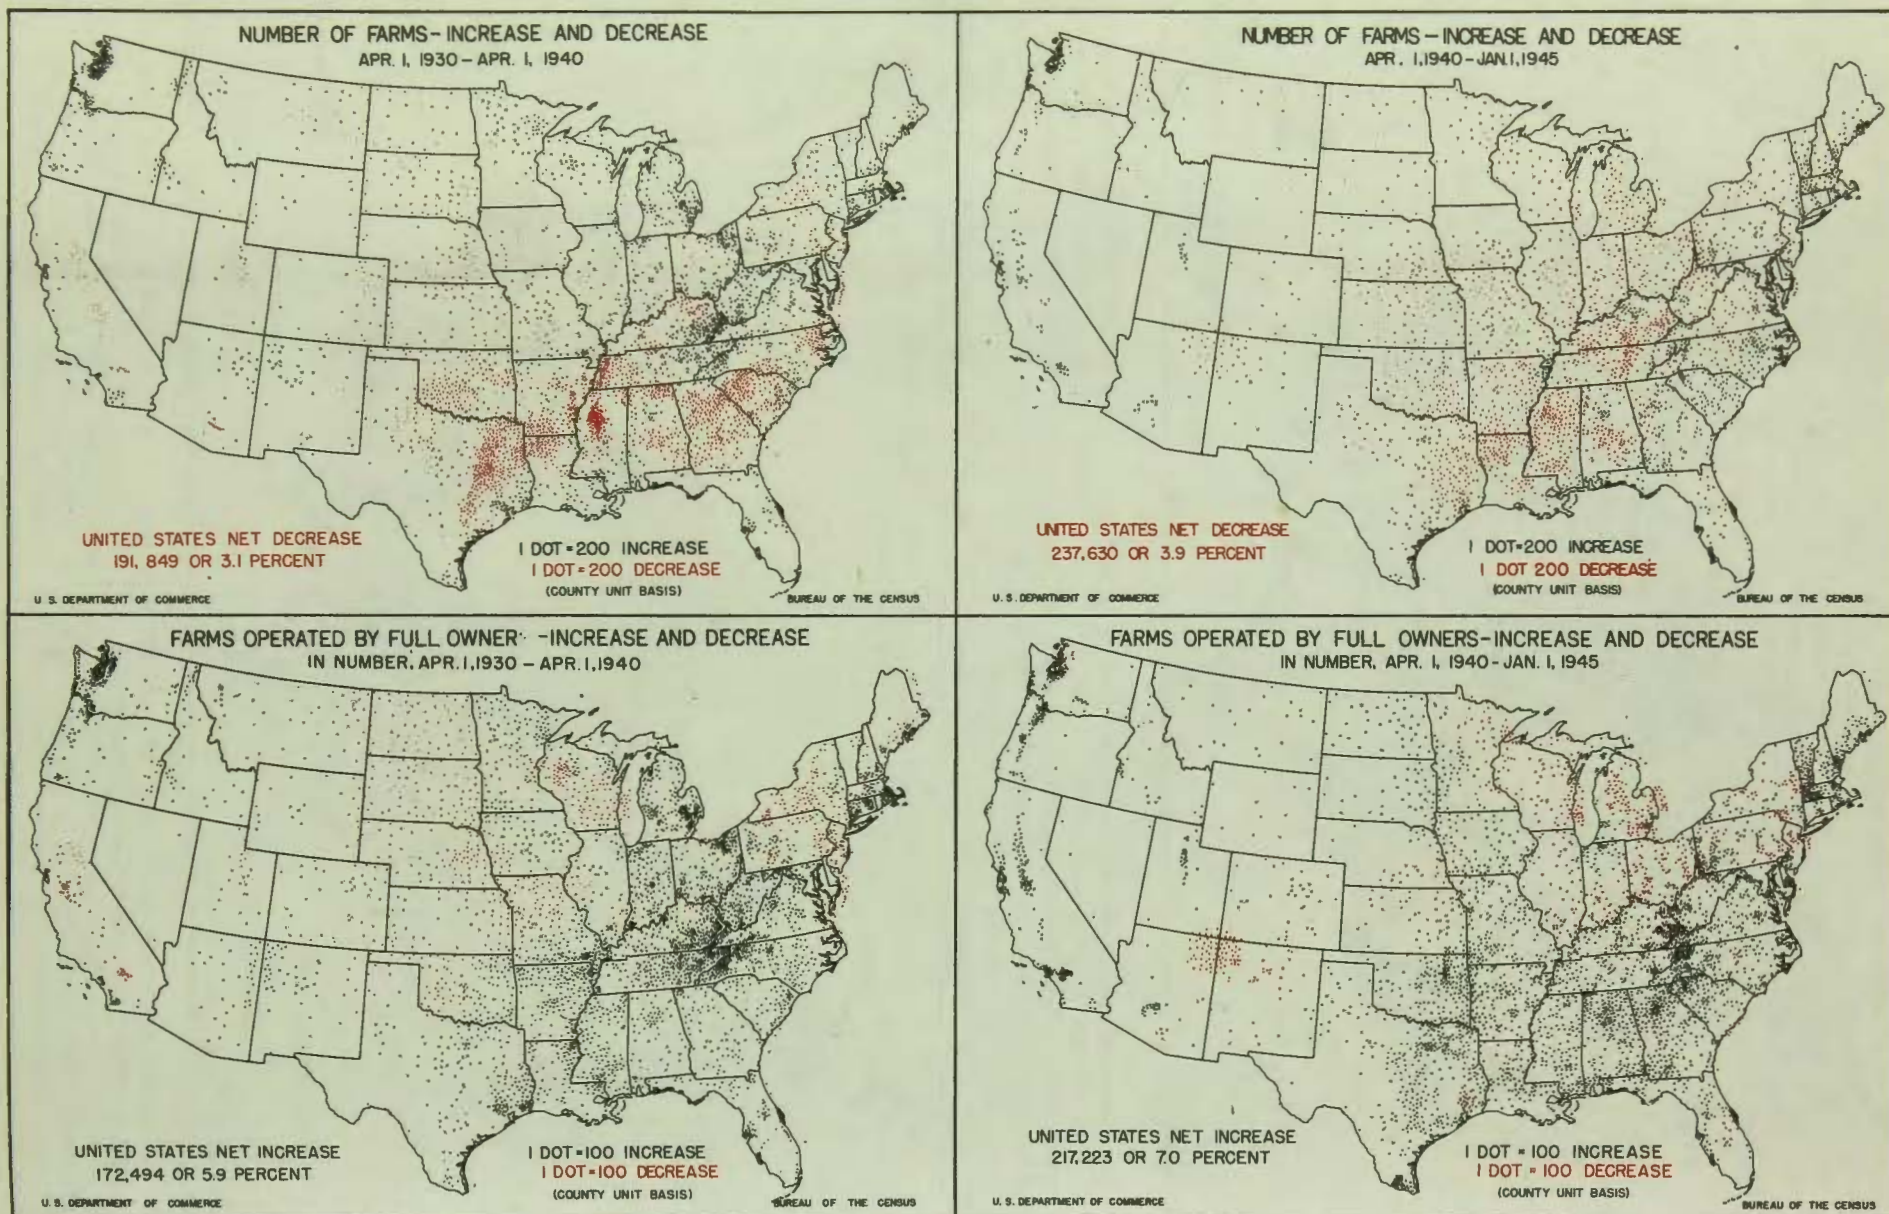 NUMBER OF FARMS-INCREASE AND DECREASE
APR. 1, 1930-APR. 1, 1940
UNITED STATES NET DECREASE
191,849 OR 3.1 PERCENT
1 DOT=200 INCREASE
1 DOT=200 DECREASE
(COUNTY UNIT BASIS)
U. S. DEPARTMENT OF COMMERCE
BUREAU OF THE CENSUS
NUMBER OF FARMS-INCREASE AND DECREASE
APR. 1,1940-JAN.1,1945
UNITED STATES NET DECREASE
237,630 OR 3.9 PERCENT
1 DOT=200 INCREASE
1 DOT 200 DECREASE
(COUNTY UNIT BASIS)
U. S. DEPARTMENT OF COMMERCE
BUREAU OF THE CENSUS
FARMS OPERATED BY FULL OWNER -INCREASE AND DECREASE
IN NUMBER, APR.1,1930-APR.1,1940
UNITED STATES NET INCREASE
172,494 OR 5.9 PERCENT
1 DOT=100 INCREASE
1 DOT=100 DECREASE
(COUNTY UNIT BASIS)
U. S. DEPARTMENT OF COMMERCE
BUREAU OF THE CENSUS
FARMS OPERATED BY FULL OWNERS-INCREASE AND DECREASE
IN NUMBER, APR. 1, 1940-JAN. 1, 1945
UNITED STATES NET INCREASE
217,223 OR 7.0 PERCENT
1 DOT = 100 INCREASE
1 DOT = 100 DECREASE
(COUNTY UNIT BASIS)
U. S. DEPARTMENT OF COMMERCE
BUREAU OF THE CENSUS